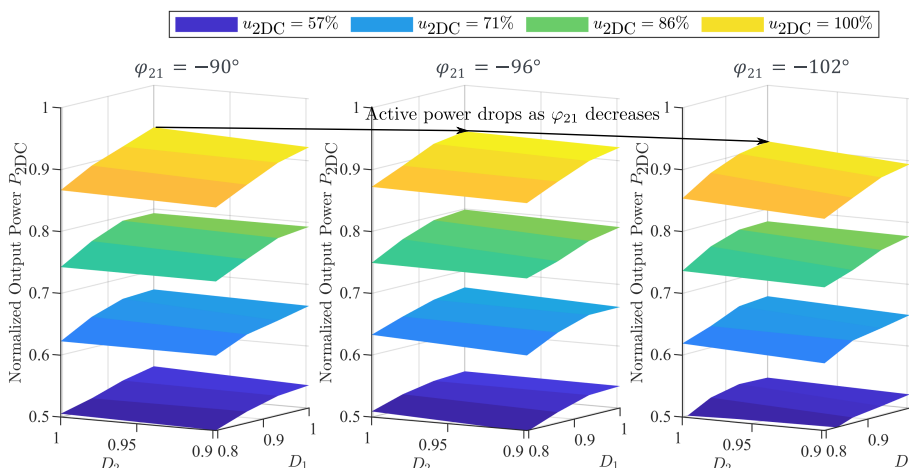 u2DC = 57% u2DC = 71% u2DC = 86% u2DC = 100%
φ21 = −90° φ21 = −96° φ21 = −102°
Active power drops as φ21 decreases
Normalized Output Power P2DC
1
0.9
0.8
0.7
0.6
0.5
1 0.95 0.9 0.8 0.9 1
D2 D1
Normalized Output Power P2DC
1
0.9
0.8
0.7
0.6
0.5
1 0.95 0.9 0.8 0.9 1
D2 D1
Normalized Output Power P2DC
1
0.9
0.8
0.7
0.6
0.5
1 0.95 0.9 0.8 0.9
D2 D